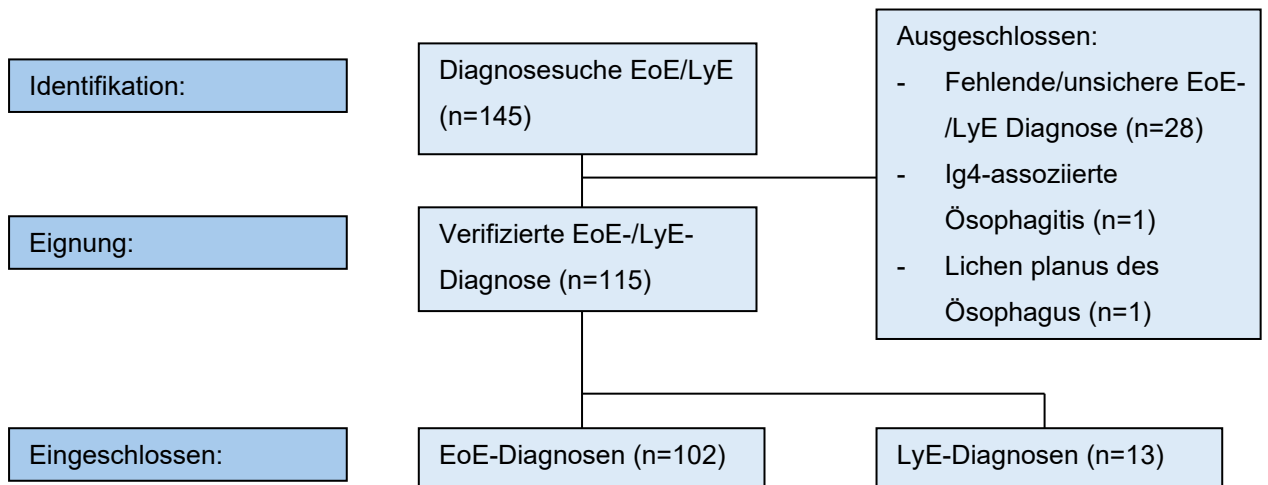 Identifikation:
Diagnosesuche EoE/LyE
(n=145)
Ausgeschlossen:
- Fehlende/unsichere EoE-
/LyE Diagnose (n=28)
- Ig4-assoziierte
Ösophagitis (n=1)
- Lichen planus des
Ösophagus (n=1)
Eignung:
Verifizierte EoE-/LyE-
Diagnose (n=115)
Eingeschlossen:
EoE-Diagnosen (n=102)
LyE-Diagnosen (n=13)